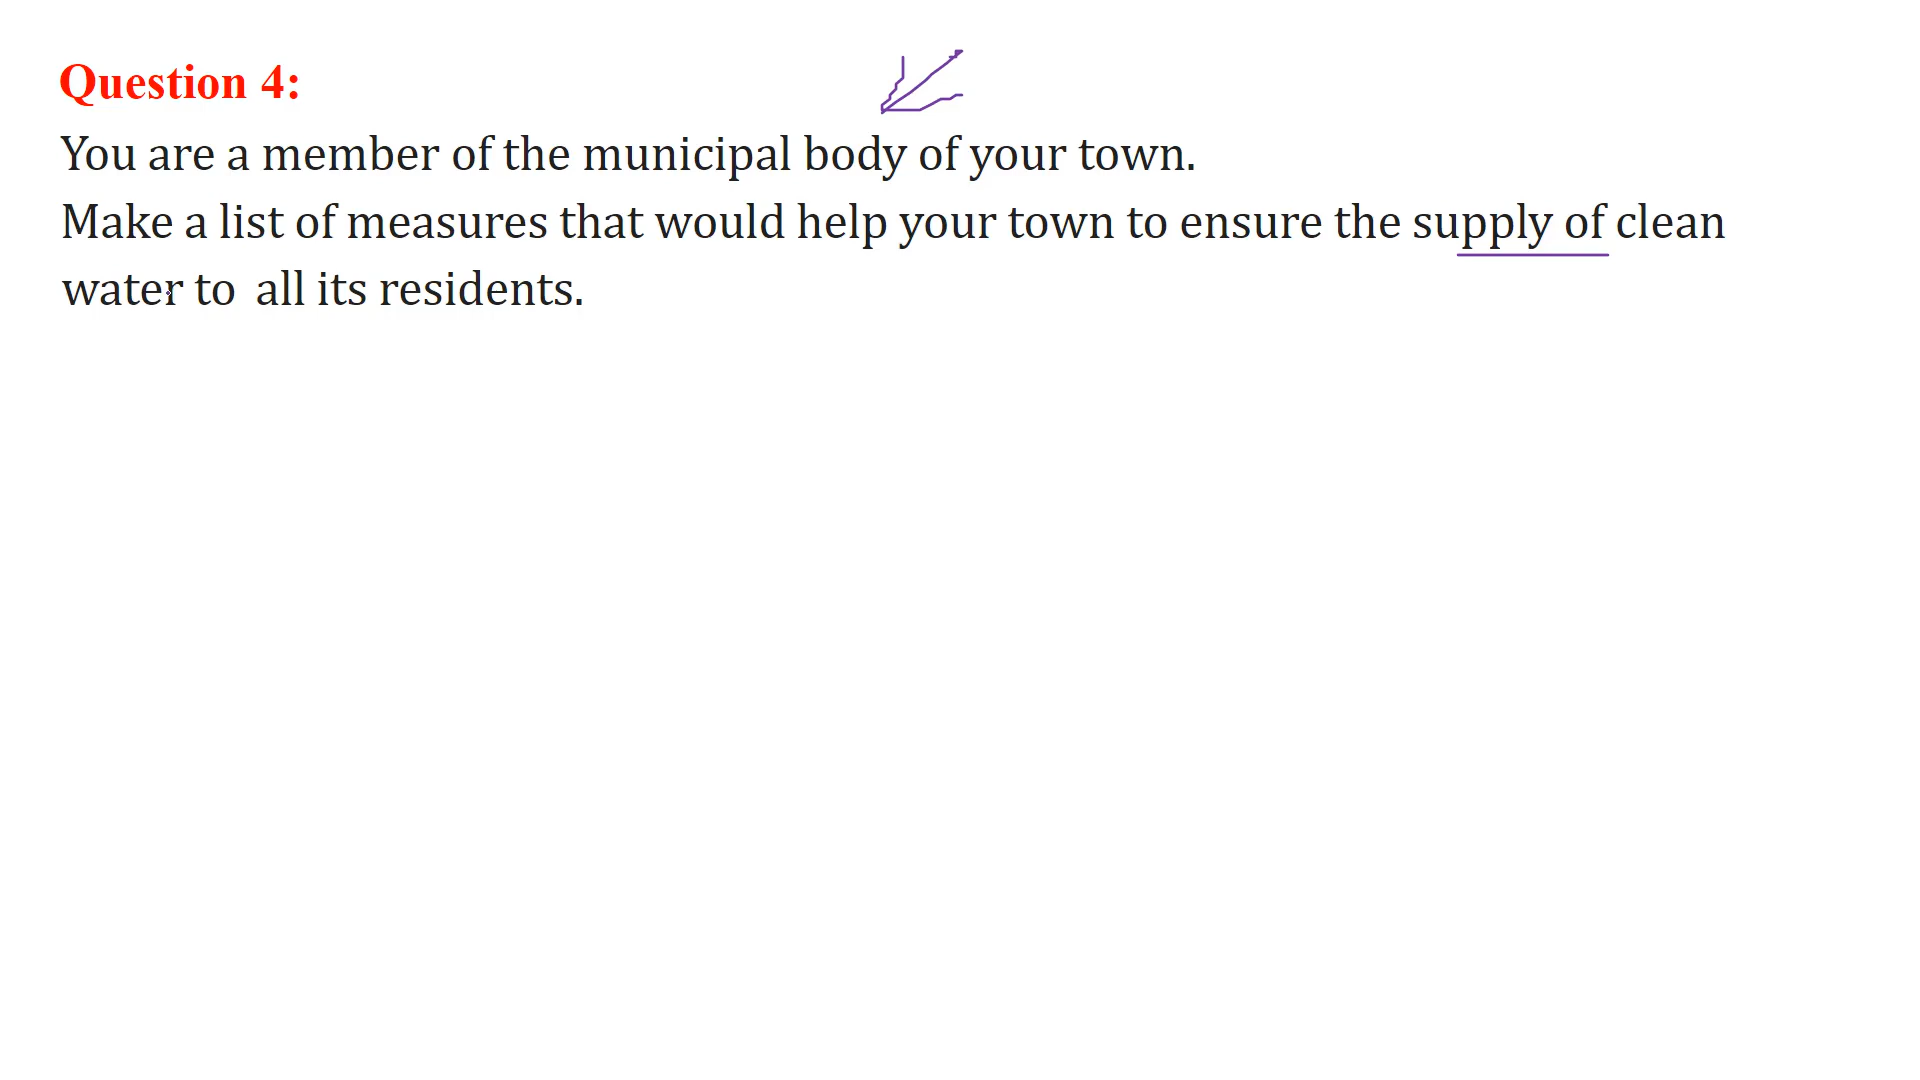 Question 4:
You are a member of the municipal body of your town.
Make a list of measures that would help your town to ensure the supply of clean
water to all its residents.